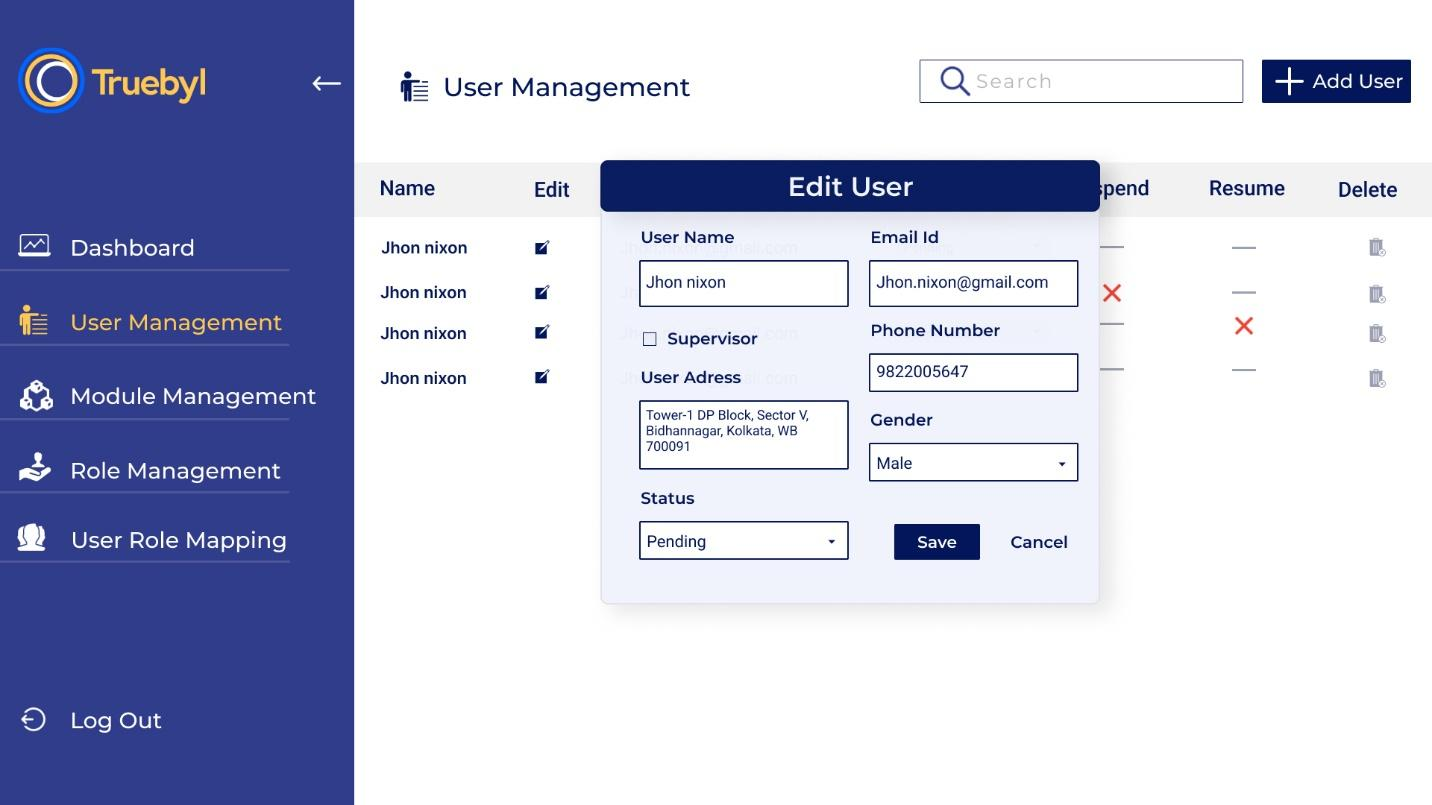 Truebyl
User Management
Search
Add User
Name
Edit
Edit User
spend
Resume
Delete
Dashboard
User Management
Module Management
Role Management
User Role Mapping
Log Out
Jhon nixon
Jhon nixon
Jhon nixon
Jhon nixon
User Name
Jhon nixon
Email Id
Jhon.nixon@gmail.com
Supervisor
Phone Number
9822005647
User Adress
Tower-1 DP Block, Sector V,
Bidhannagar, Kolkata, WB
700091
Gender
Male
Status
Pending
Save
Cancel